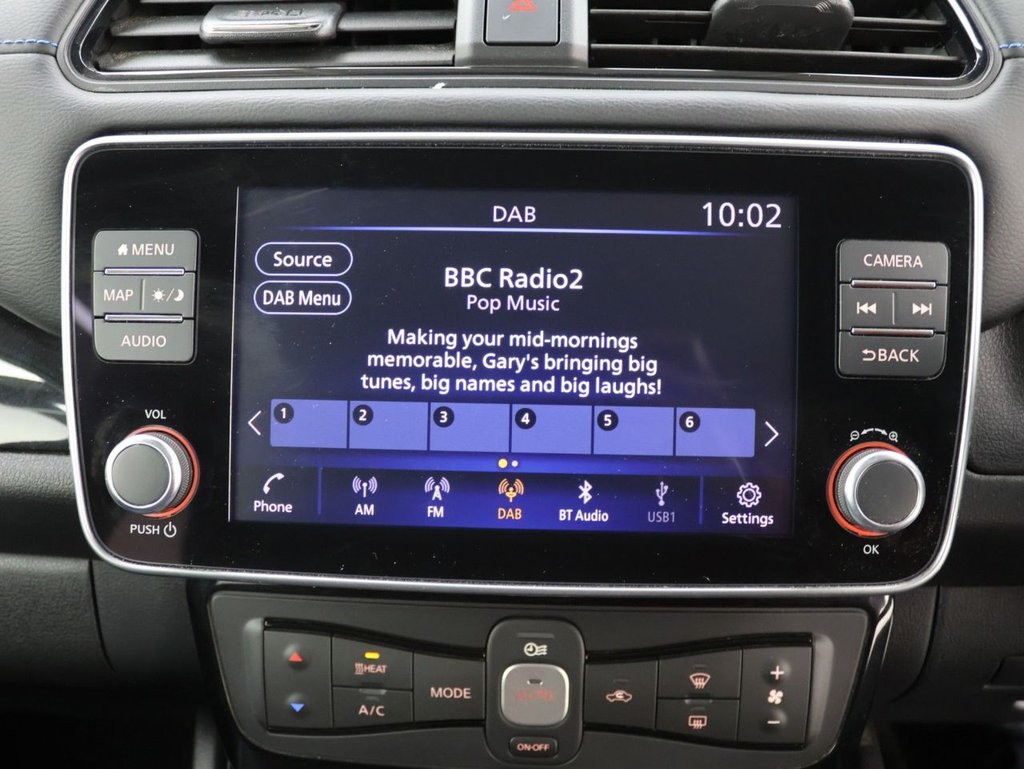 DAB
10:02
Source
DAB Menu
BBC Radio2
Pop Music
Making your mid-mornings
memorable, Gary's bringing big
tunes, big names and big laughs!
1 2 3 4 5 6
Phone
AM
FM
DAB
BT Audio
USB1
Settings
MENU
MAP
AUDIO
VOL
PUSH
CAMERA
BACK
OK
HEAT
A/C
MODE
AUTO
ON·OFF
+
−